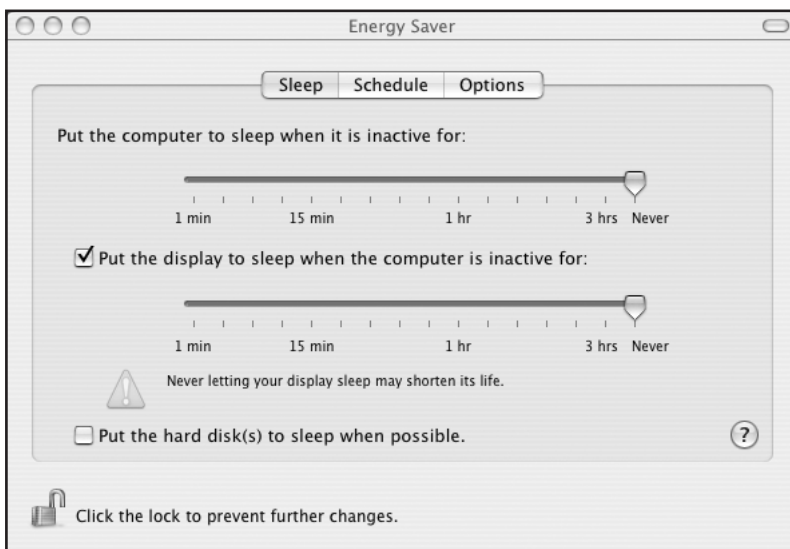 Energy Saver
Sleep Schedule Options
Put the computer to sleep when it is inactive for:
1 min 15 min 1 hr 3 hrs Never
Put the display to sleep when the computer is inactive for:
1 min 15 min 1 hr 3 hrs Never
Never letting your display sleep may shorten its life.
Put the hard disk(s) to sleep when possible. ?
Click the lock to prevent further changes.